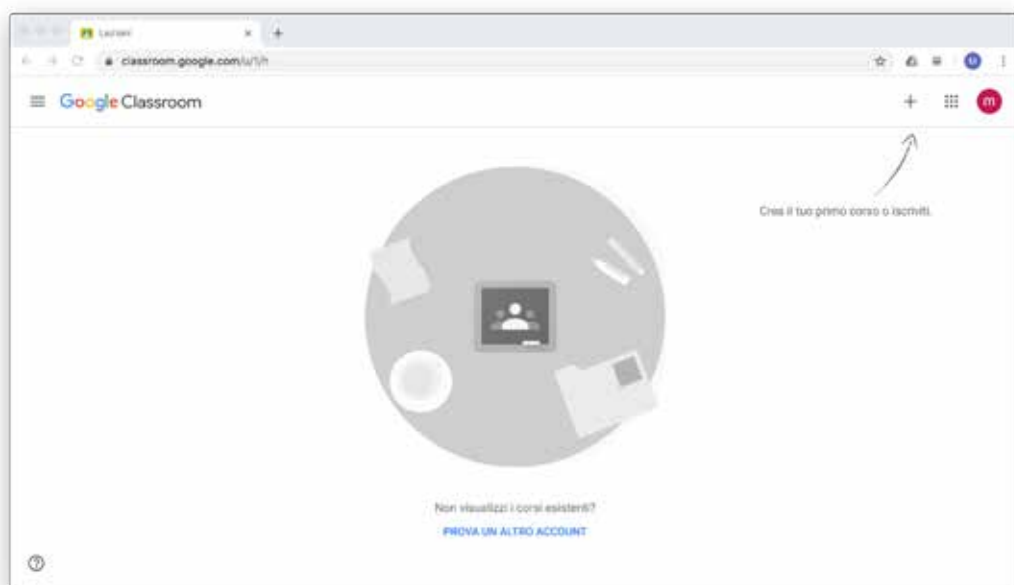 Lezioni
classroom.google.com/u/1/h
Google Classroom
m
Crea il tuo primo corso o iscriviti.
Non visualizzi i corsi esistenti?
PROVA UN ALTRO ACCOUNT